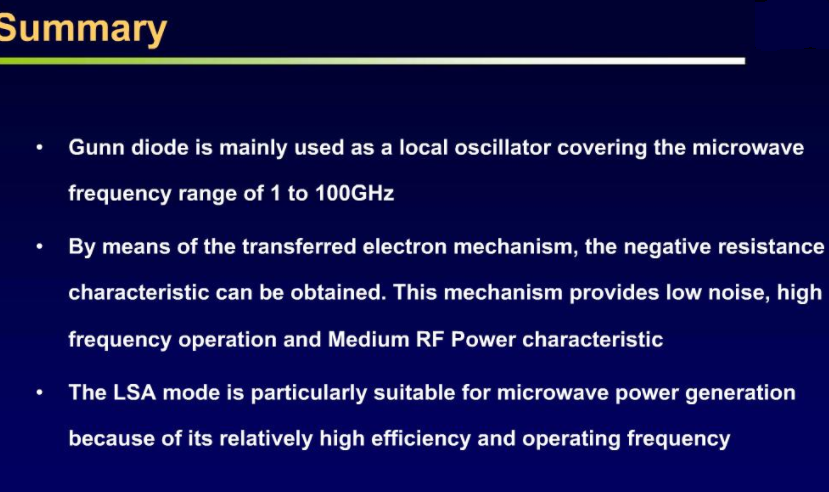 Summary
• Gunn diode is mainly used as a local oscillator covering the microwave
frequency range of 1 to 100GHz
• By means of the transferred electron mechanism, the negative resistance
characteristic can be obtained. This mechanism provides low noise, high
frequency operation and Medium RF Power characteristic
• The LSA mode is particularly suitable for microwave power generation
because of its relatively high efficiency and operating frequency